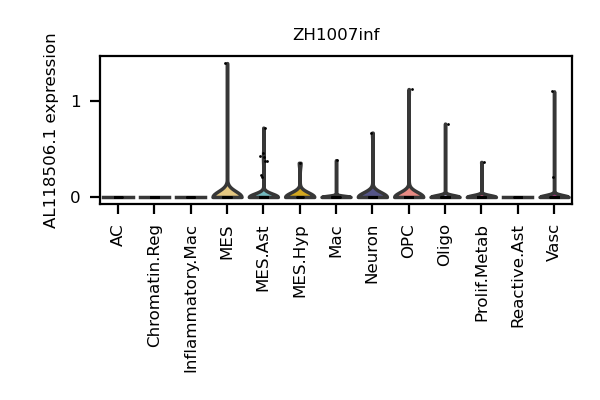 ZH1007inf
AL118506.1 expression
1
0
AC
Chromatin.Reg
Inflammatory.Mac
MES
MES.Ast
MES.Hyp
Mac
Neuron
OPC
Oligo
Prolif.Metab
Reactive.Ast
Vasc